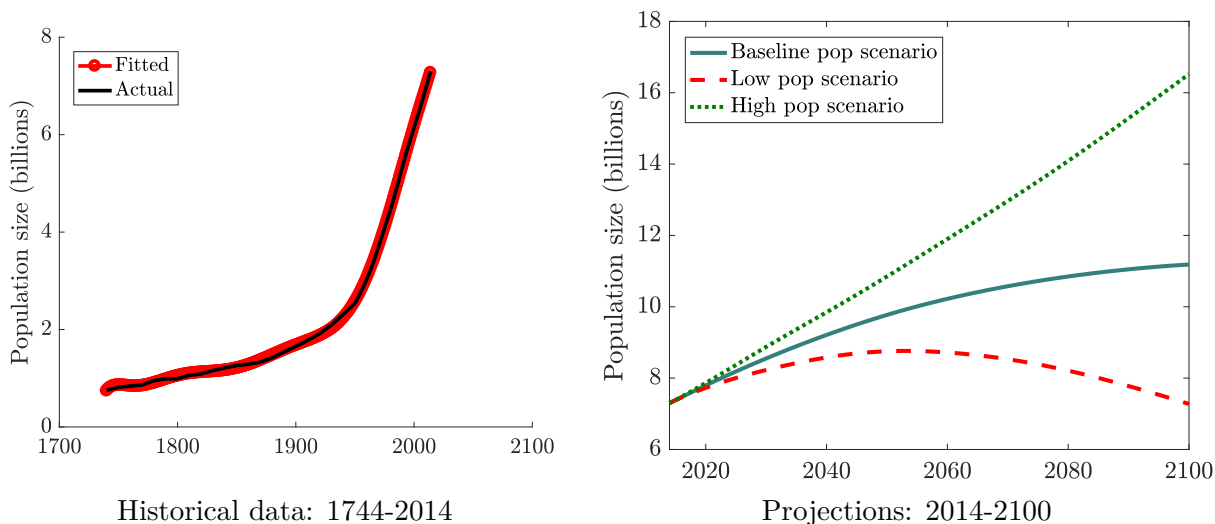 Population size (billions)
8
6
4
2
0
Fitted
Actual
1700
1800
1900
2000
2100
Historical data: 1744-2014
Population size (billions)
18
16
14
12
10
8
6
Baseline pop scenario
Low pop scenario
High pop scenario
2020
2040
2060
2080
2100
Projections: 2014-2100